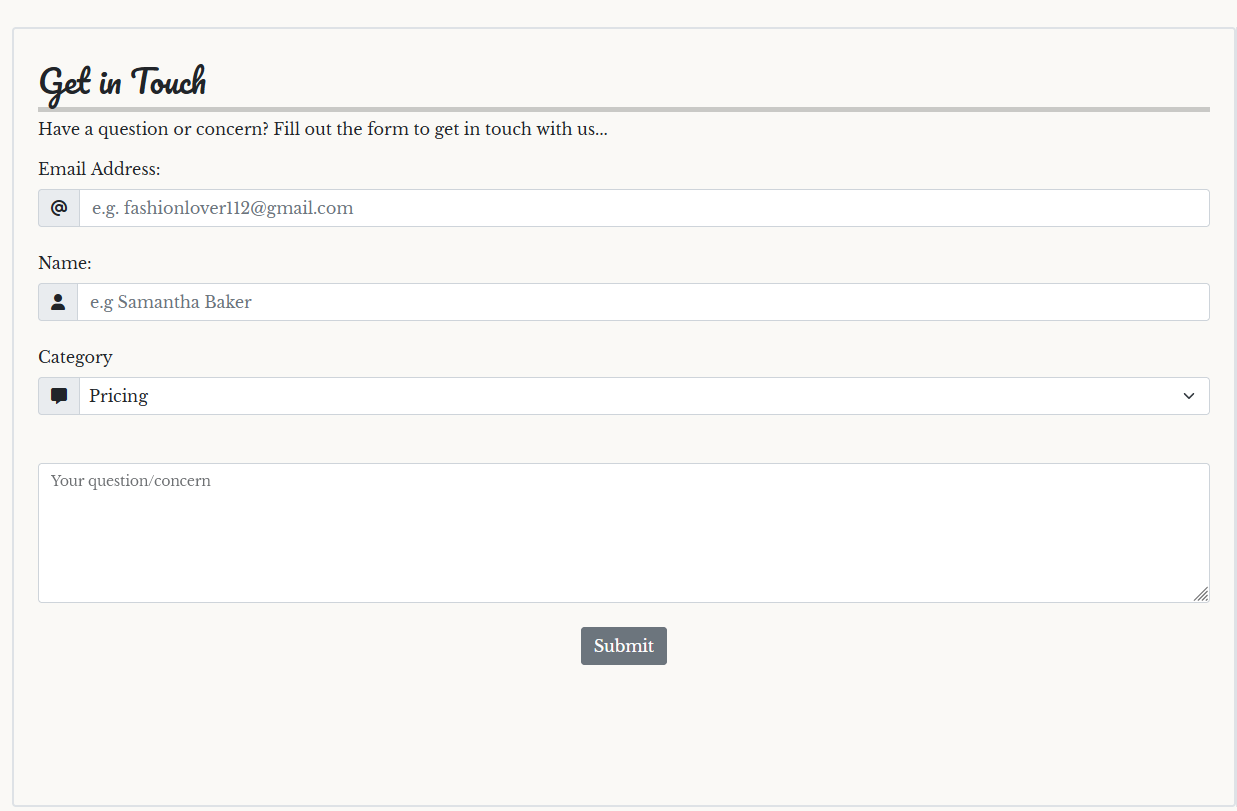 Get in Touch
Have a question or concern? Fill out the form to get in touch with us...
Email Address:
@ e.g. fashionlover112@gmail.com
Name:
e.g Samantha Baker
Category
Pricing
Your question/concern
Submit